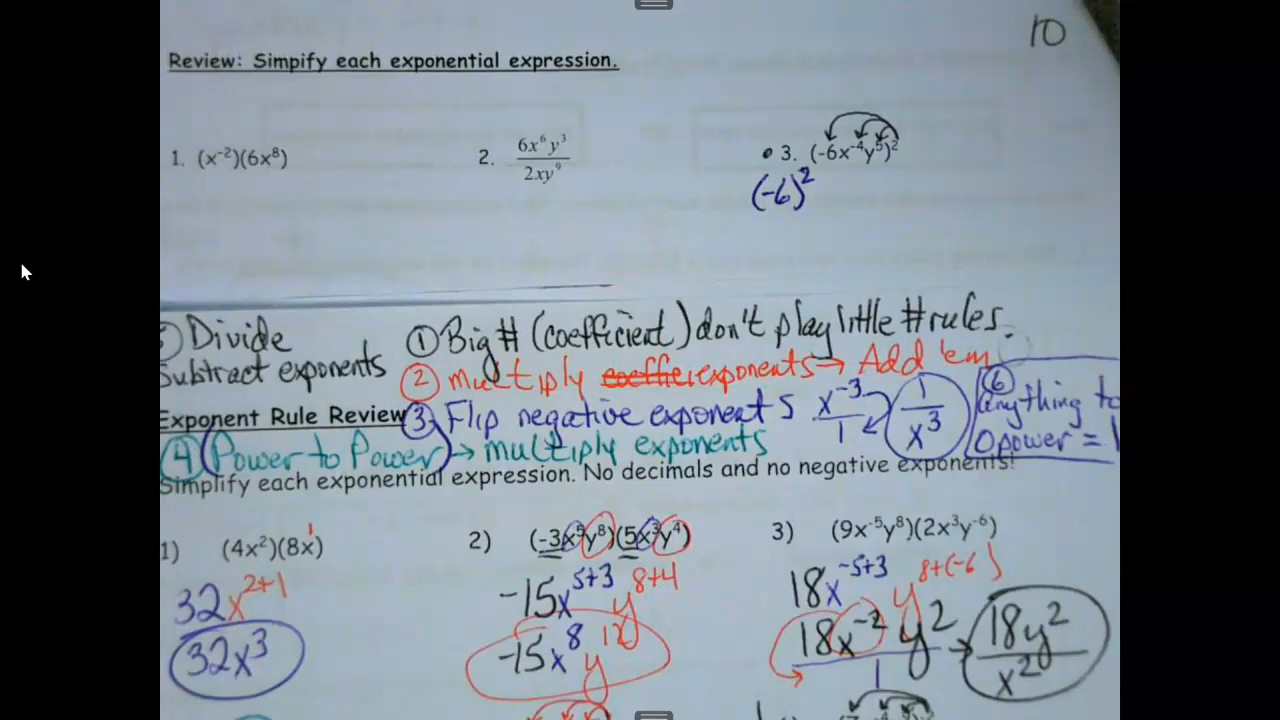 10
Review: Simpify each exponential expression.
1. (x⁻²)(6x⁸)
2. 6x⁶y³ / 2xy⁹
3. (-6x⁻⁴y⁵)²
(-6)²
Divide
Subtract exponents
① Big # (coefficient) don't play little # rules.
② multiply exponents → Add 'em
Exponent Rule Review
③ Flip negative exponents x⁻³/1 1/x³
⑥ Anything to 0 power = 1
④ (Power to Power) → multiply exponents
Simplify each exponential expression. No decimals and no negative exponents!
1) (4x²)(8x¹)
32x²⁺¹
32x³
2) (-3x⁵y⁸)(5x³y⁴)
-15x⁵⁺³ y⁸⁺⁴
-15x⁸ y¹²
3) (9x⁻⁵y⁸)(2x³y⁻⁶)
18x⁻⁵⁺³ y⁸⁺⁽⁻⁶⁾
18x⁻² y² / 1 → 18y² / x²